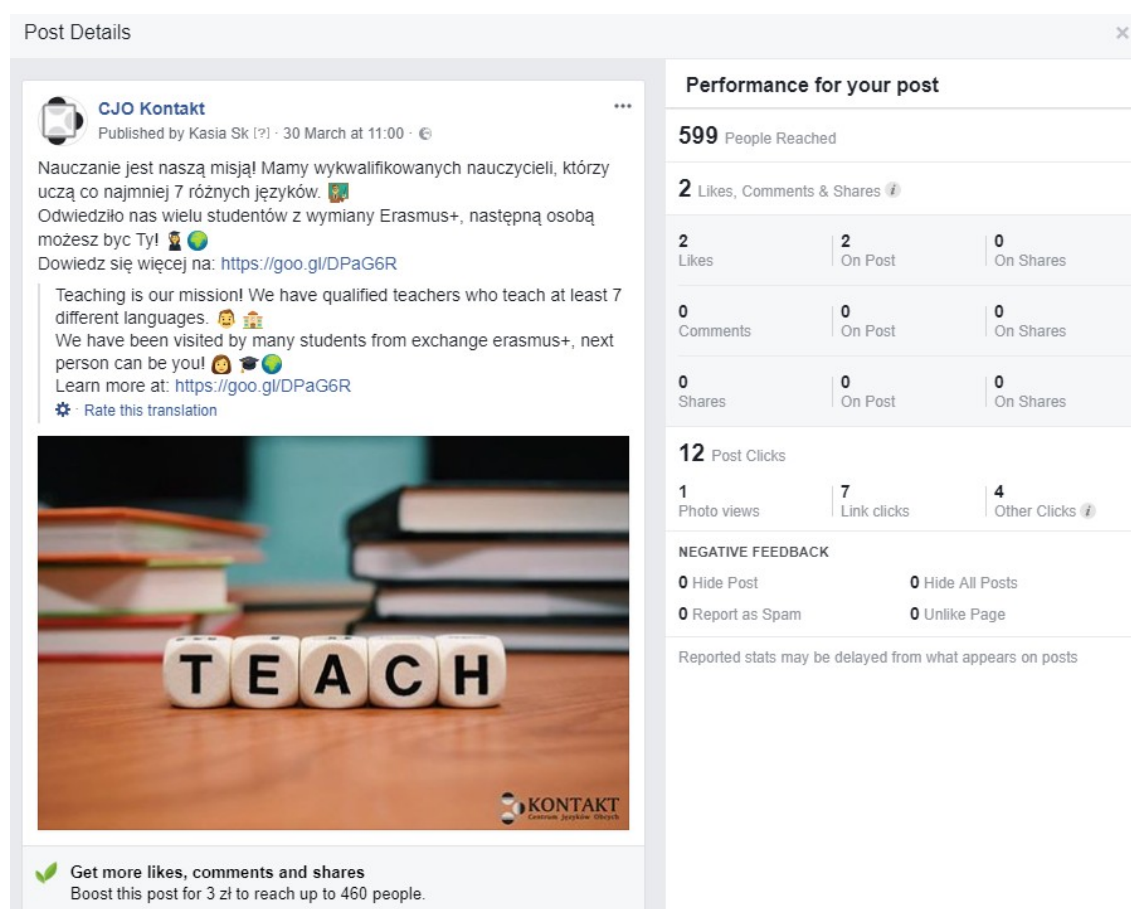 Post Details
CJO Kontakt
Published by Kasia Sk [?] · 30 March at 11:00 ·
Nauczanie jest naszą misją! Mamy wykwalifikowanych nauczycieli, którzy
uczą co najmniej 7 różnych języków.
Odwiedziło nas wielu studentów z wymiany Erasmus+, następną osobą
możesz byc Ty!
Dowiedz się więcej na: https://goo.gl/DPaG6R
Teaching is our mission! We have qualified teachers who teach at least 7
different languages.
We have been visited by many students from exchange erasmus+, next
person can be you!
Learn more at: https://goo.gl/DPaG6R
· Rate this translation
TEACH
KONTAKT
Centrum Języków Obcych
Get more likes, comments and shares
Boost this post for 3 zł to reach up to 460 people.
Performance for your post
599 People Reached
2 Likes, Comments & Shares
2 2 0
Likes On Post On Shares
0 0 0
Comments On Post On Shares
0 0 0
Shares On Post On Shares
12 Post Clicks
1 7 4
Photo views Link clicks Other Clicks
NEGATIVE FEEDBACK
0 Hide Post 0 Hide All Posts
0 Report as Spam 0 Unlike Page
Reported stats may be delayed from what appears on posts